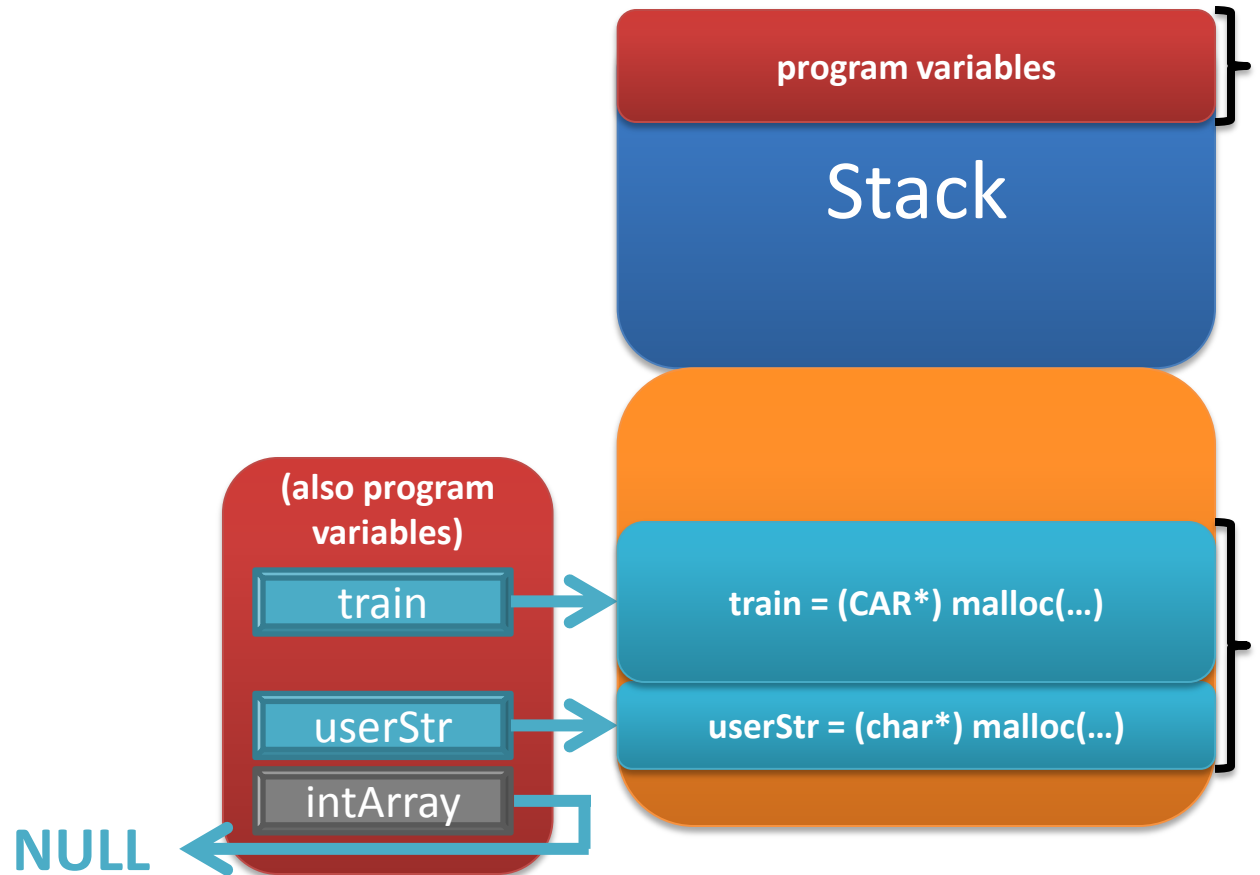 program variables
Stack
(also program
variables)
train
train = (CAR*) malloc(…)
userStr
userStr = (char*) malloc(…)
intArray
NULL